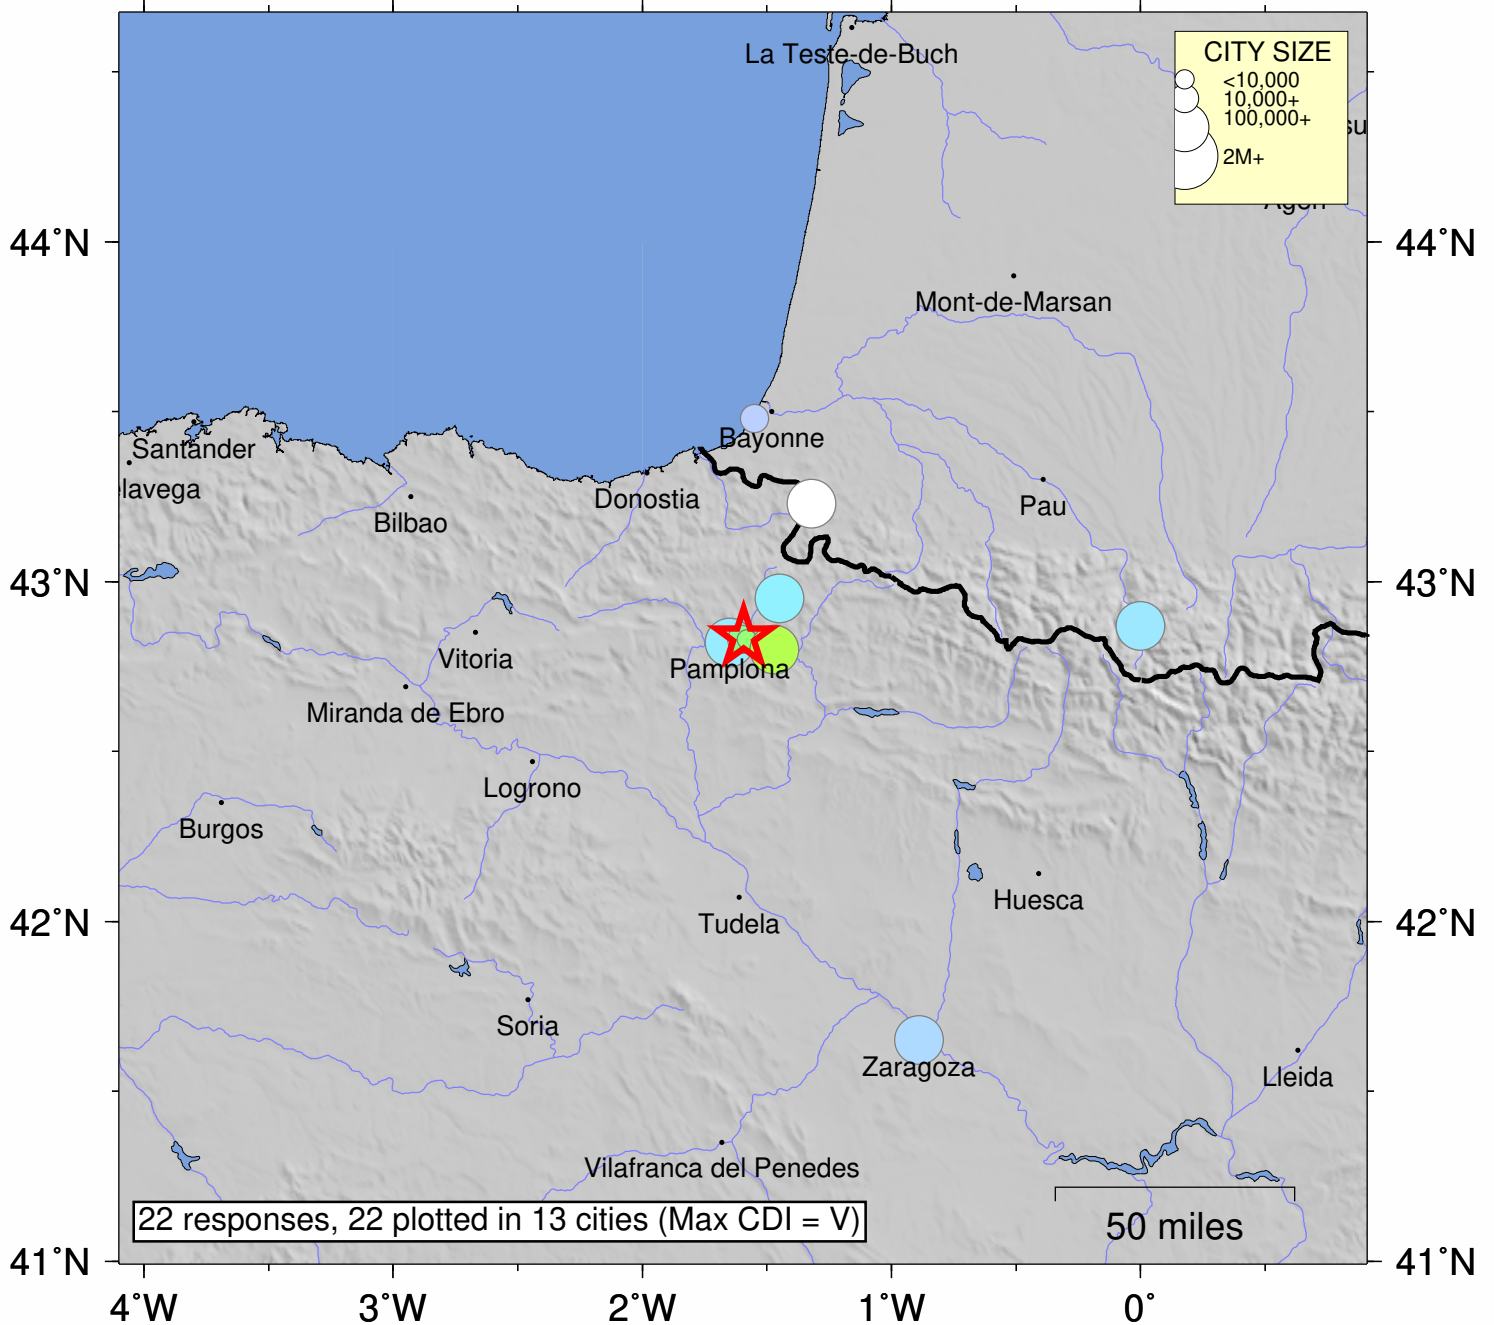 La Teste-de-Buch
CITY SIZE
<10,000
10,000+
100,000+
2M+
su
Agen
44˚N
44˚N
Mont-de-Marsan
Bayonne
Santander
elavega
Donostia
Bilbao
Pau
43˚N
43˚N
Vitoria
Pamplona
Miranda de Ebro
Logrono
Burgos
Huesca
Tudela
42˚N
42˚N
Soria
Zaragoza
Lleida
Vilafranca del Penedes
22 responses, 22 plotted in 13 cities (Max CDI = V)
50 miles
41˚N
41˚N
4˚W
3˚W
2˚W
1˚W
0˚